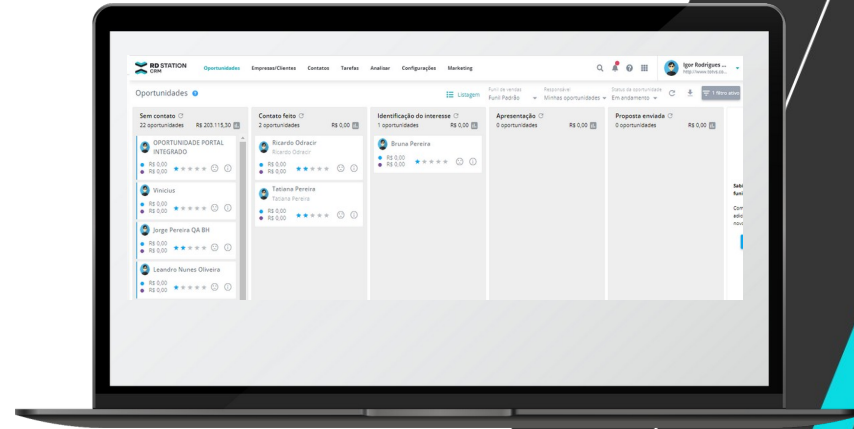 RD STATION
CRM
Oportunidades
Empresas/Clientes
Contatos
Tarefas
Analisar
Configurações
Marketing
Igor Rodrigues ...
Oportunidades
Listagem
Funil de vendas
Funil Padrão
Responsável
Minhas oportunidades
Status da oportunidade
Em andamento
1 filtro ativo
Sem contato
22 oportunidades R$ 203.115,30
OPORTUNIDADE PORTAL
INTEGRADO
R$ 0,00
R$ 0,00
Vinicius
R$ 0,00
R$ 0,00
Jorge Pereira QA BH
R$ 0,00
R$ 0,00
Leandro Nunes Oliveira
R$ 0,00
R$ 0,00
Contato feito
2 oportunidades R$ 0,00
Ricardo Odracir
Ricardo Odracir
R$ 0,00
R$ 0,00
Tatiana Pereira
Tatiana Pereira
R$ 0,00
R$ 0,00
Identificação do interesse
1 oportunidades R$ 0,00
Bruna Pereira
R$ 0,00
R$ 0,00
Apresentação
0 oportunidades R$ 0,00
Proposta enviada
0 oportunidades R$ 0,00